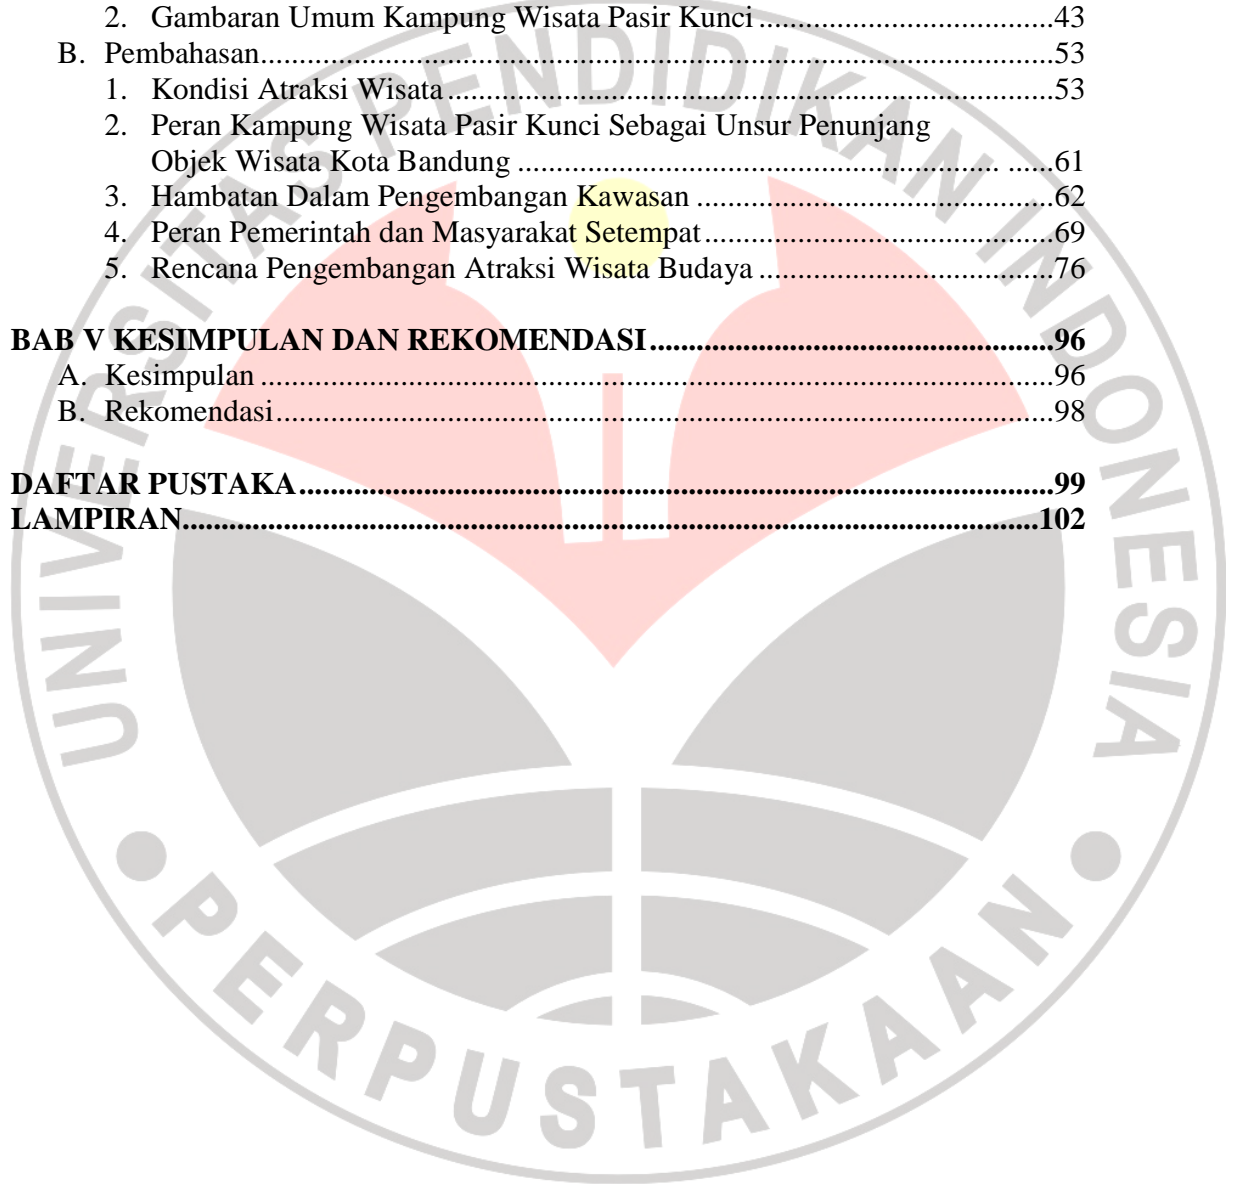 2. Gambaran Umum Kampung Wisata Pasir Kunci ......................................43
B. Pembahasan.......................................................................................................53
1. Kondisi Atraksi Wisata ..............................................................................53
2. Peran Kampung Wisata Pasir Kunci Sebagai Unsur Penunjang
Objek Wisata Kota Bandung .............................................................. ......61
3. Hambatan Dalam Pengembangan Kawasan ..............................................62
4. Peran Pemerintah dan Masyarakat Setempat.............................................69
5. Rencana Pengembangan Atraksi Wisata Budaya ......................................76
BAB V KESIMPULAN DAN REKOMENDASI....................................................96
A. Kesimpulan .......................................................................................................96
B. Rekomendasi.....................................................................................................98
DAFTAR PUSTAKA.................................................................................................99
LAMPIRAN..............................................................................................................102
UNIVERSITAS PENDIDIKAN INDONESIA
PERPUSTAKAAN